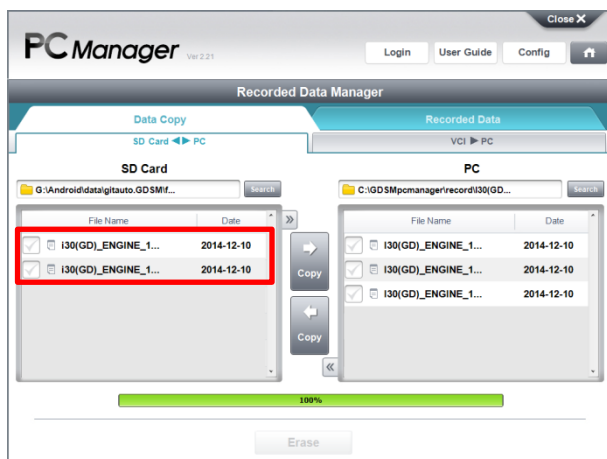 Close X
PC Manager Ver 2.21
Login User Guide Config
Recorded Data Manager
Data Copy Recorded Data
SD Card ◀▶ PC VCI ▶ PC
SD Card PC
G:\Android\data\gitauto.GDSM\f... Search C:\GDSMpcmanager\record\I30(GD... Search
File Name Date File Name Date
i30(GD)_ENGINE_1... 2014-12-10 I30(GD)_ENGINE_1... 2014-12-10
i30(GD)_ENGINE_1... 2014-12-10 I30(GD)_ENGINE_1... 2014-12-10
Copy
I30(GD)_ENGINE_1... 2014-12-10
Copy
100%
Erase